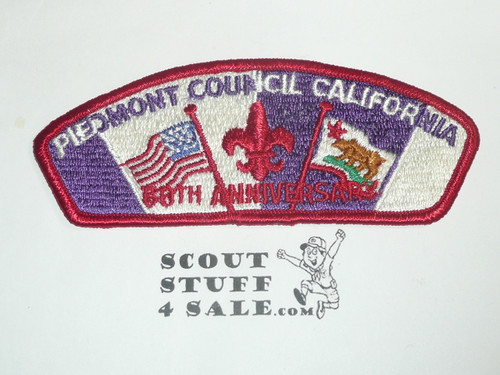 PIEDMONT COUNCIL CALIFORNIA
60TH ANNIVERSARY
SCOUT
STUFF
4 SALE.COM